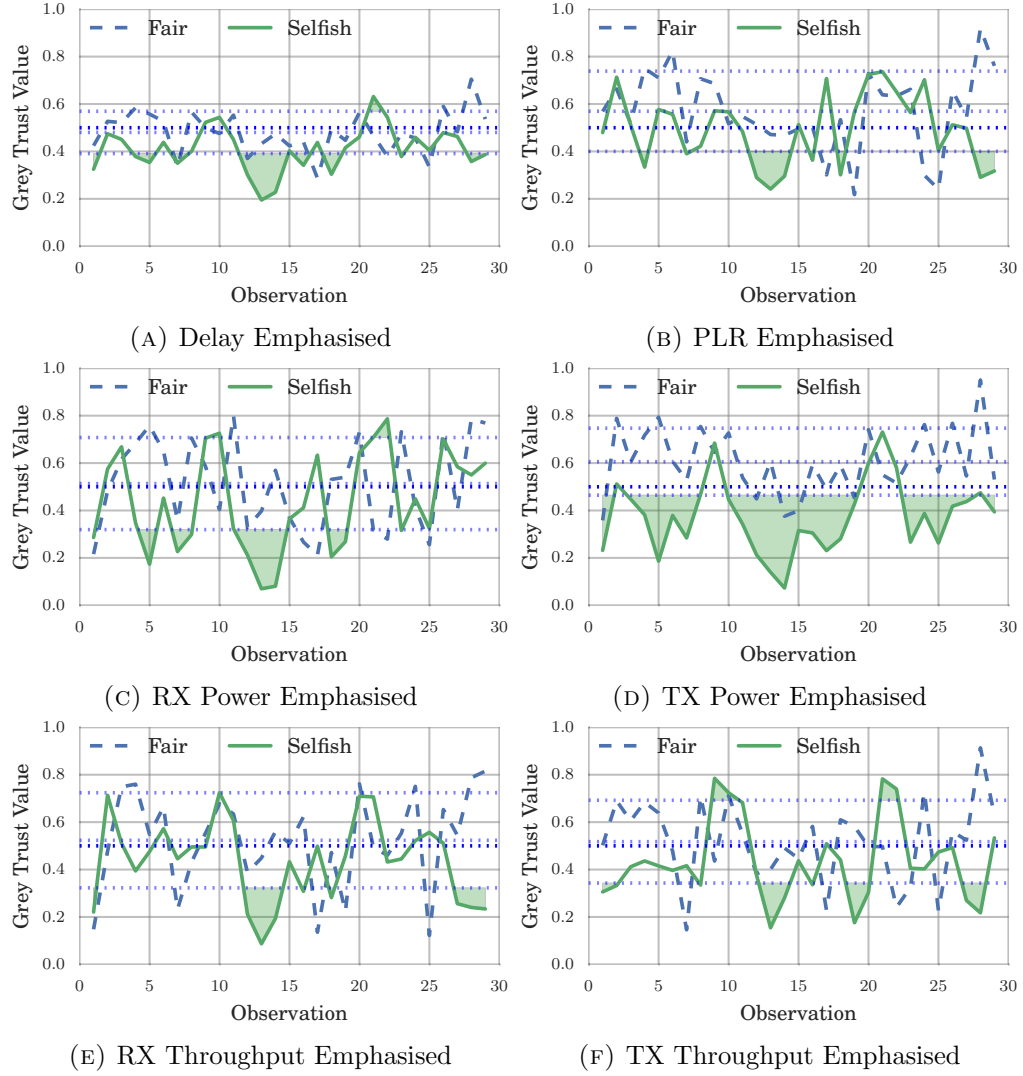 Fair Selfish
Grey Trust Value
1.0
0.8
0.6
0.4
0.2
0.0
0 5 10 15 20 25 30
Observation
(A) Delay Emphasised
Fair Selfish
Grey Trust Value
1.0
0.8
0.6
0.4
0.2
0.0
0 5 10 15 20 25 30
Observation
(B) PLR Emphasised
Fair Selfish
Grey Trust Value
1.0
0.8
0.6
0.4
0.2
0.0
0 5 10 15 20 25 30
Observation
(C) RX Power Emphasised
Fair Selfish
Grey Trust Value
1.0
0.8
0.6
0.4
0.2
0.0
0 5 10 15 20 25 30
Observation
(D) TX Power Emphasised
Fair Selfish
Grey Trust Value
1.0
0.8
0.6
0.4
0.2
0.0
0 5 10 15 20 25 30
Observation
(E) RX Throughput Emphasised
Fair Selfish
Grey Trust Value
1.0
0.8
0.6
0.4
0.2
0.0
0 5 10 15 20 25 30
Observation
(F) TX Throughput Emphasised